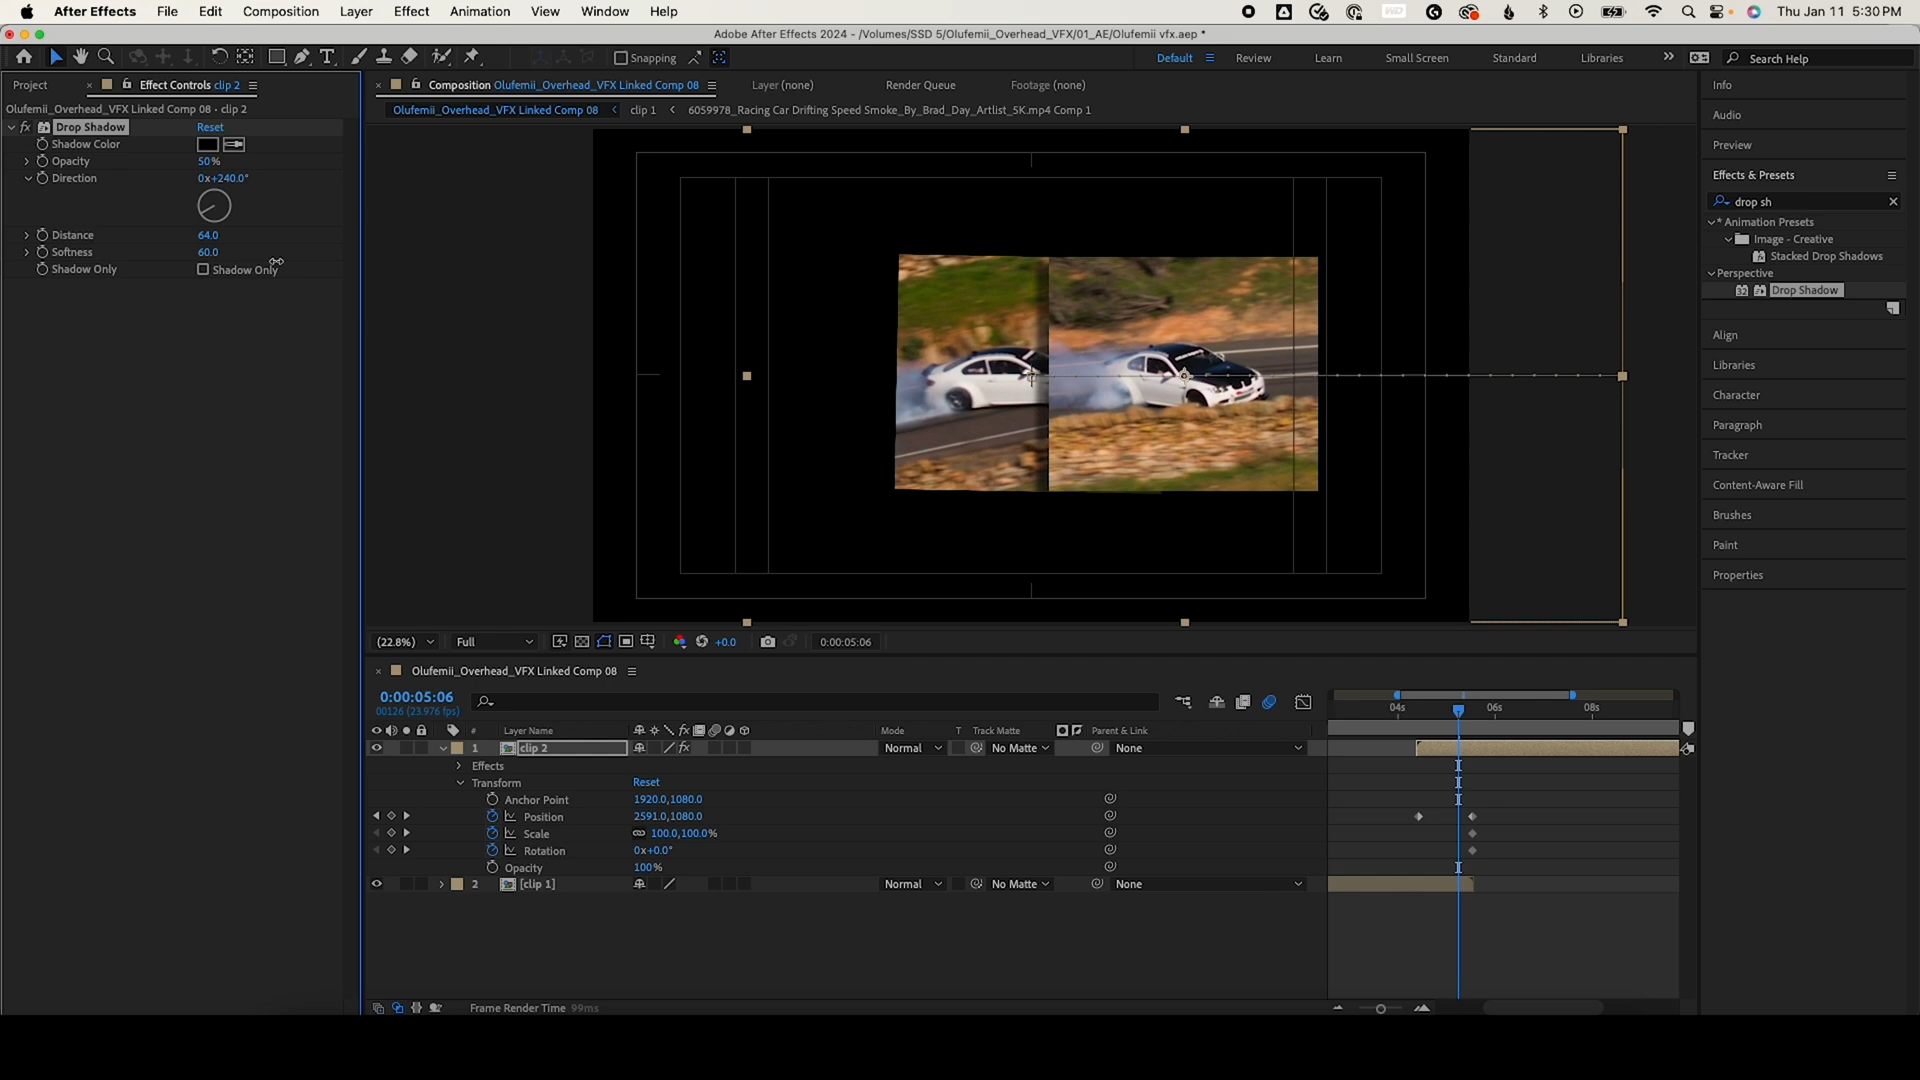 After Effects File Edit Composition Layer Effect Animation View Window Help Thu Jan 11 5:30 PM
Adobe After Effects 2024 - /Volumes/SSD 5/Olufemii_Overhead_VFX/01_AE/Olufemii vfx.aep *
Snapping Default Review Learn Small Screen Standard Libraries Search Help
Project Effect Controls clip 2 Composition Olufemii_Overhead_VFX Linked Comp 08 Layer (none) Render Queue Footage (none) Info
Olufemii_Overhead_VFX Linked Comp 08 • clip 2 Olufemii_Overhead_VFX Linked Comp 08 clip 1 6059978_Racing Car Drifting Speed Smoke_By_Brad_Day_Artlist_5K.mp4 Comp 1
Audio
fx Drop Shadow Reset
Shadow Color
Preview
Opacity 50%
Direction 0x+240.0°
Effects & Presets
drop sh
* Animation Presets
Distance 64.0
Image - Creative
Softness 60.0
Stacked Drop Shadows
Shadow Only Shadow Only
Perspective
32 Drop Shadow
Align
Libraries
Character
Paragraph
Tracker
Content-Aware Fill
Brushes
Paint
Properties
(22.8%) Full +0.0 0:00:05:06
Olufemii_Overhead_VFX Linked Comp 08
0:00:05:06
00126 (23.976 fps)
04s 06s 08s
# Layer Name Mode T Track Matte Parent & Link
1 clip 2 fx Normal No Matte None
Effects
Transform Reset
Anchor Point 1920.0,1080.0
Position 2591.0,1080.0
Scale 100.0,100.0%
Rotation 0x+0.0°
Opacity 100%
2 [clip 1] Normal No Matte None
Frame Render Time 99ms